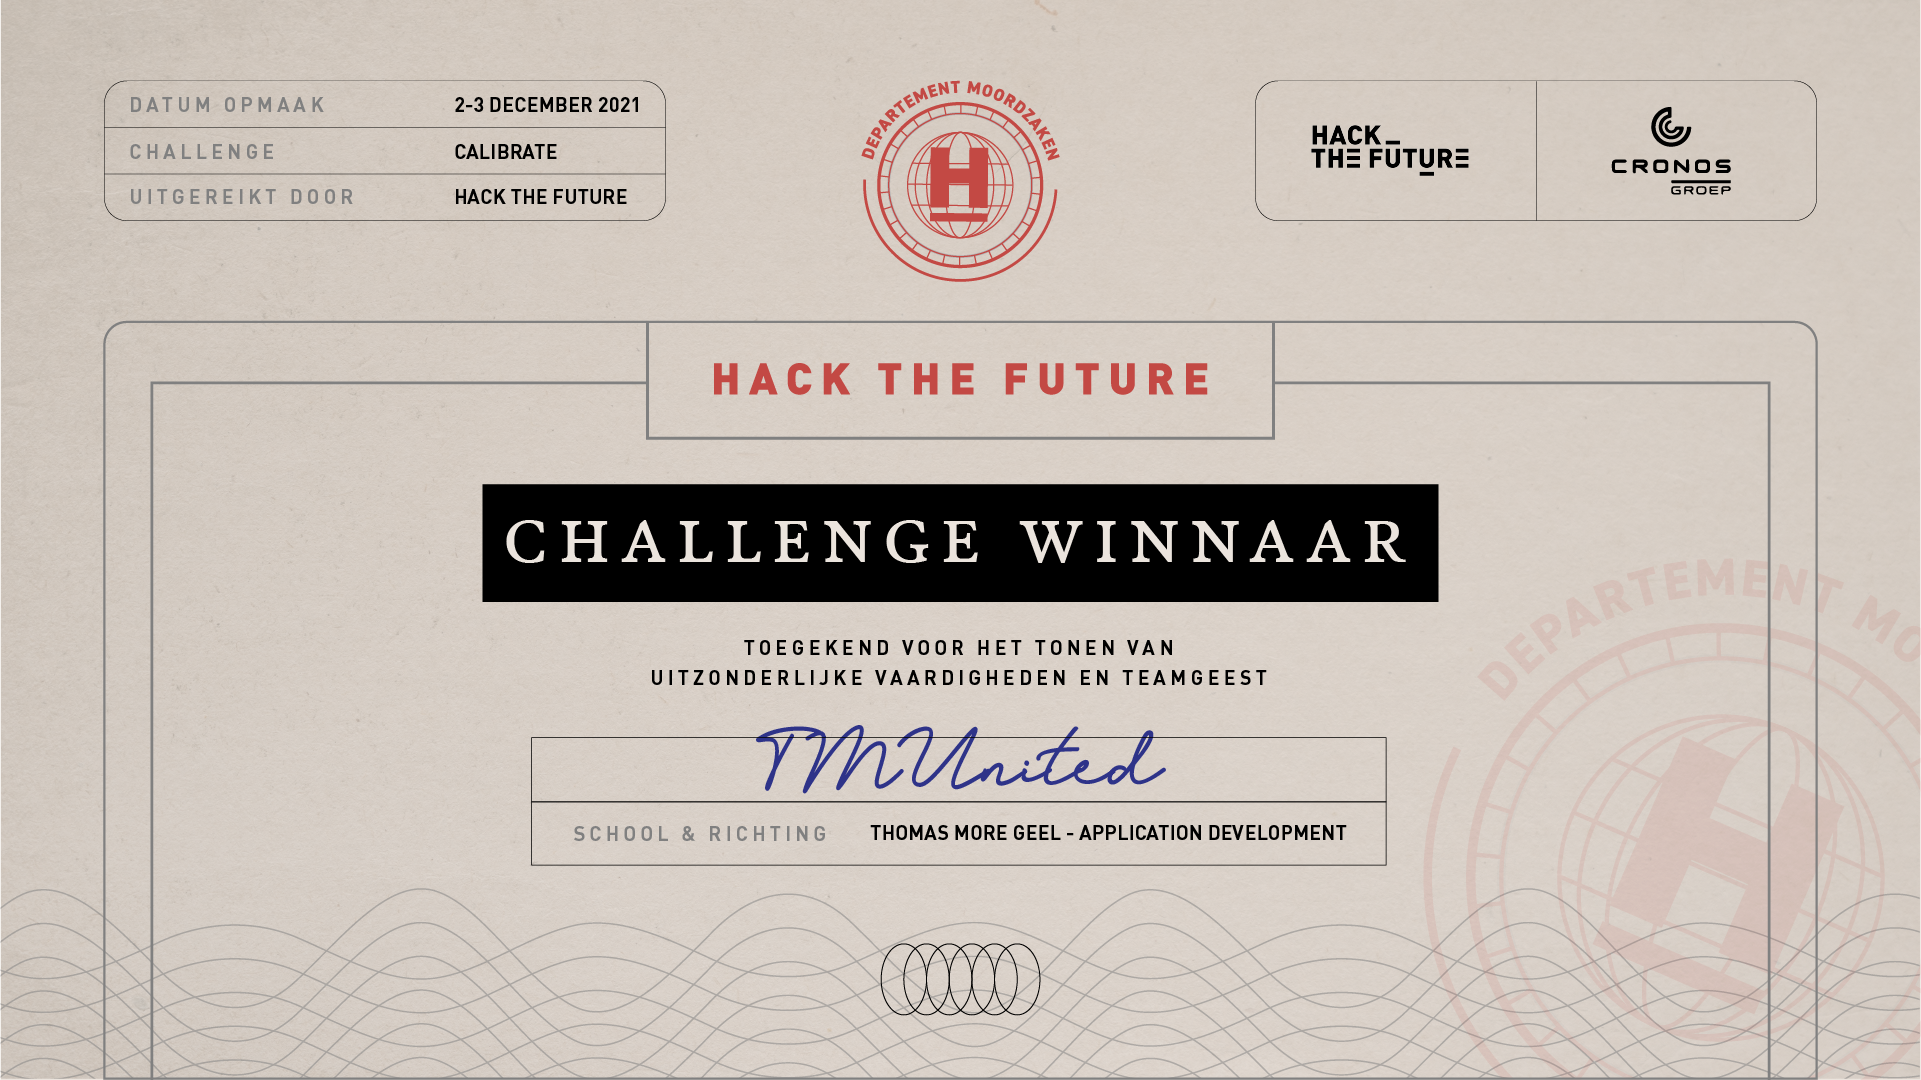 DATUM OPMAAK 2-3 DECEMBER 2021
CHALLENGE CALIBRATE
UITGEREIKT DOOR HACK THE FUTURE
DEPARTEMENT MOORDZAKEN
H
HACK_
THE FUTURE
CRONOS
GROEP
HACK THE FUTURE
CHALLENGE WINNAAR
TOEGEKEND VOOR HET TONEN VAN
UITZONDERLIJKE VAARDIGHEDEN EN TEAMGEEST
TMUnited
SCHOOL & RICHTING THOMAS MORE GEEL - APPLICATION DEVELOPMENT
DEPARTEMENT MOO
H